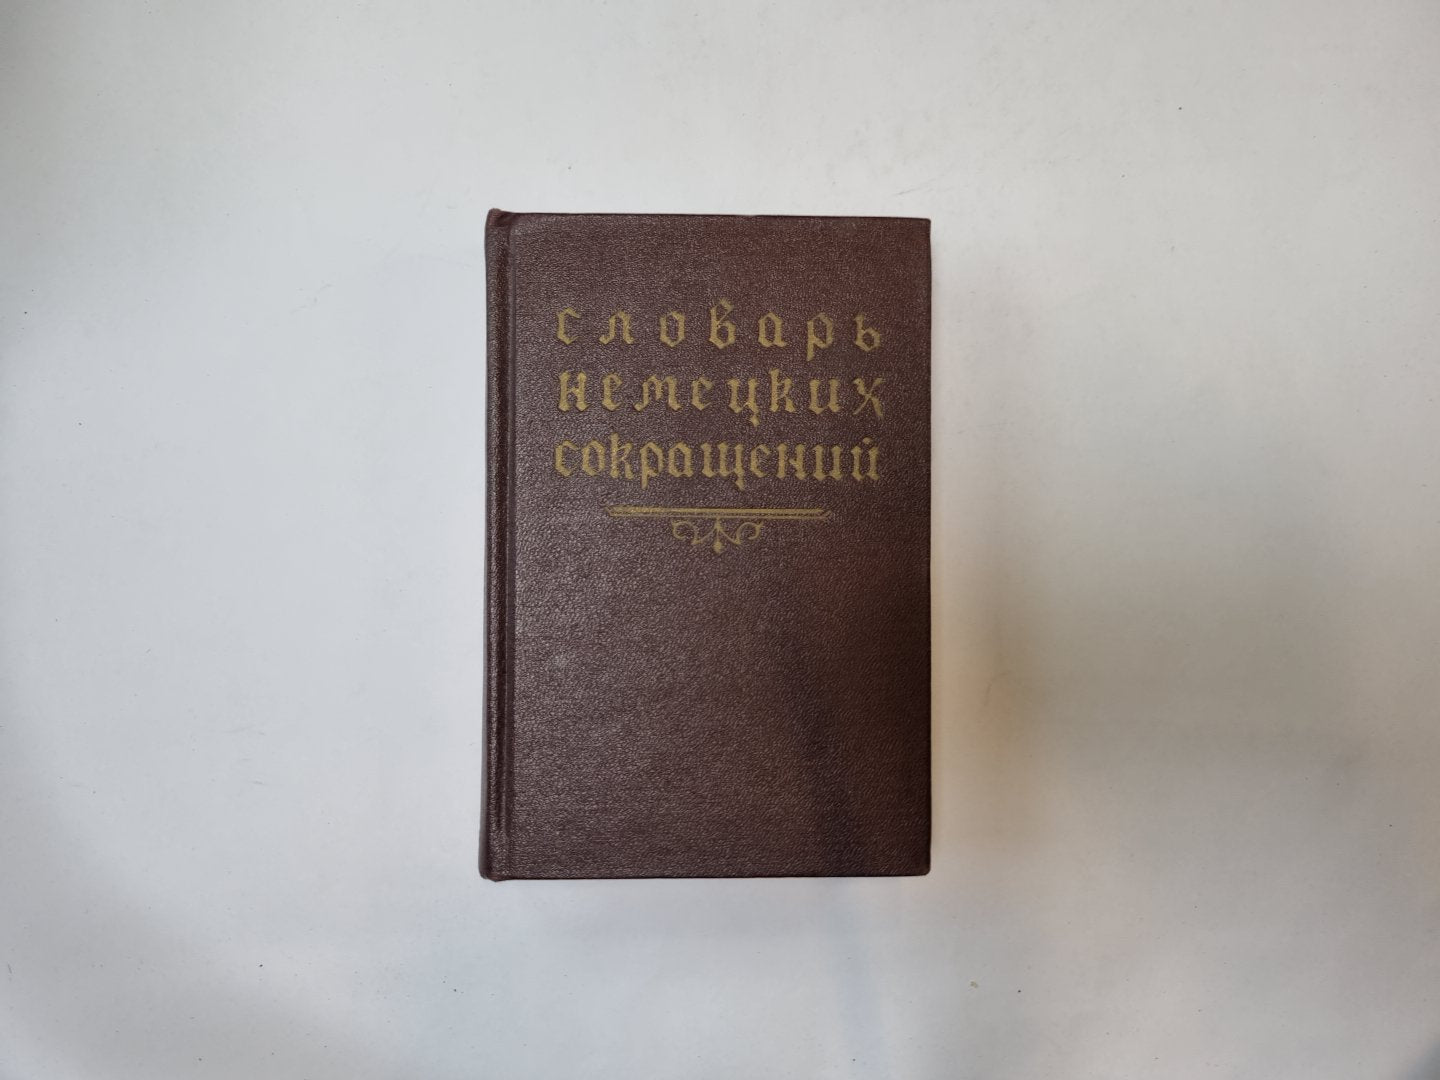 словарь
немецких
сокращений